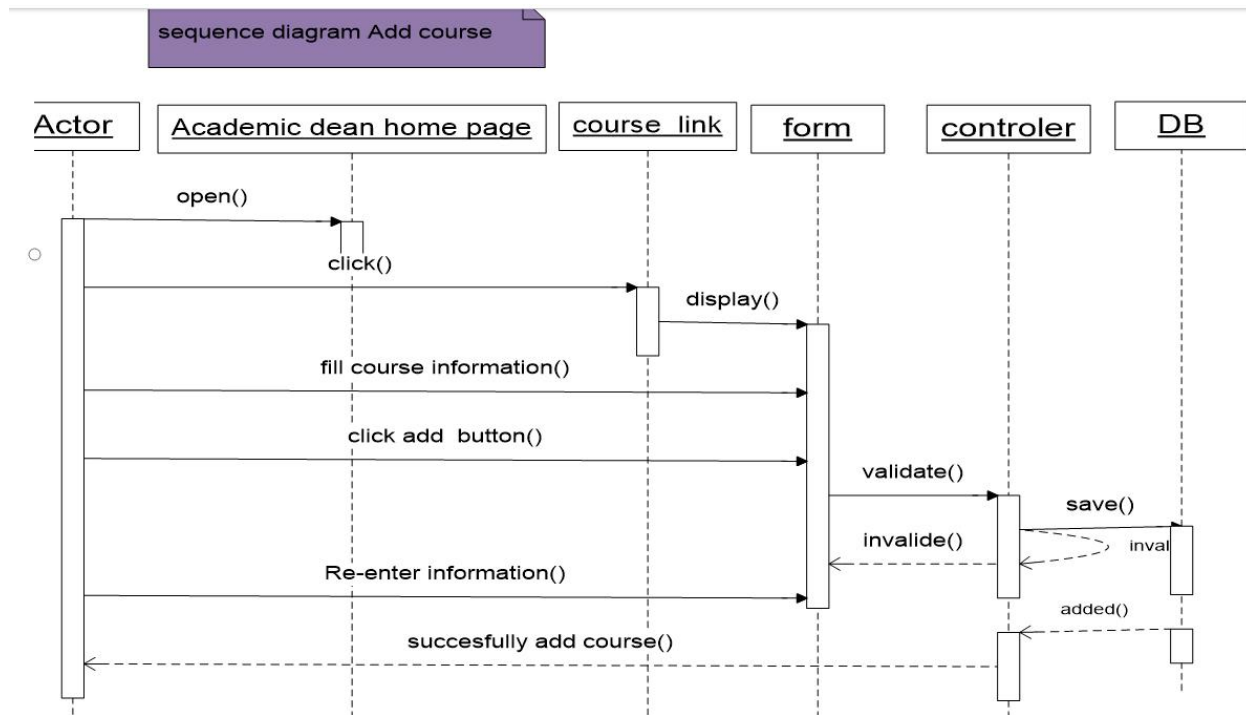 sequence diagram Add course
Actor
Academic dean home page
course link
form
controler
DB
open()
click()
display()
fill course information()
click add button()
validate()
save()
invalide()
inval
Re-enter information()
added()
succesfully add course()